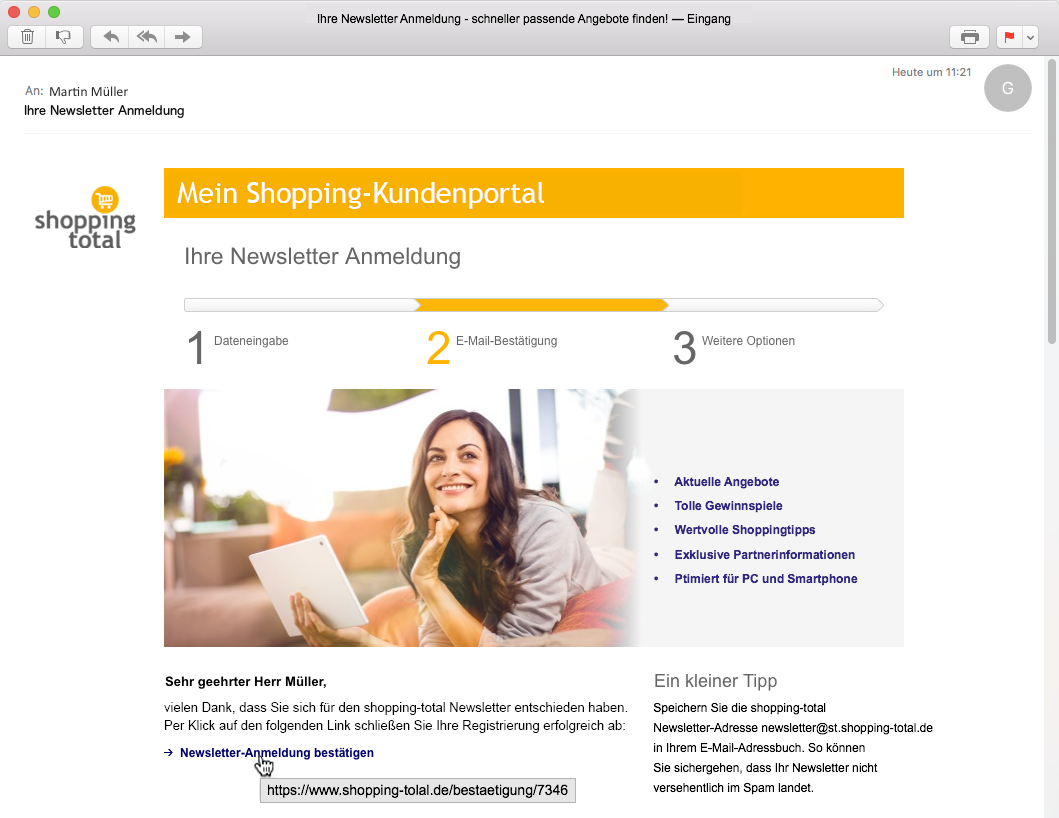 Ihre Newsletter Anmeldung - schneller passende Angebote finden! — Eingang
Heute um 11:21
G
An: Martin Müller
Ihre Newsletter Anmeldung
shopping
total
Mein Shopping-Kundenportal
Ihre Newsletter Anmeldung
1 Dateneingabe
2 E-Mail-Bestätigung
3 Weitere Optionen
• Aktuelle Angebote
• Tolle Gewinnspiele
• Wertvolle Shoppingtipps
• Exklusive Partnerinformationen
• Ptimiert für PC und Smartphone
Sehr geehrter Herr Müller,
vielen Dank, dass Sie sich für den shopping-total Newsletter entschieden haben.
Per Klick auf den folgenden Link schließen Sie Ihre Registrierung erfolgreich ab:
→ Newsletter-Anmeldung bestätigen
https://www.shopping-tolal.de/bestaetigung/7346
Ein kleiner Tipp
Speichern Sie die shopping-total
Newsletter-Adresse newsletter@st.shopping-total.de
in Ihrem E-Mail-Adressbuch. So können
Sie sichergehen, dass Ihr Newsletter nicht
versehentlich im Spam landet.